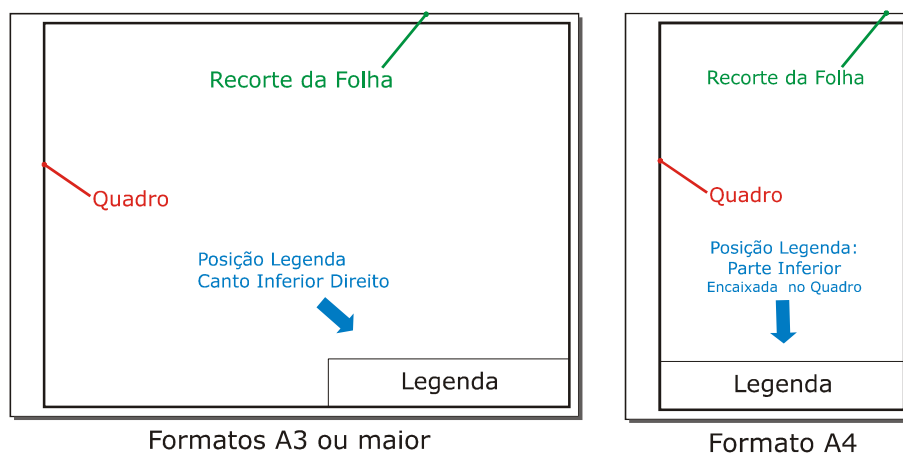 Recorte da Folha
Quadro
Posição Legenda
Canto Inferior Direito
Legenda
Formatos A3 ou maior
Recorte da Folha
Quadro
Posição Legenda:
Parte Inferior
Encaixada no Quadro
Legenda
Formato A4